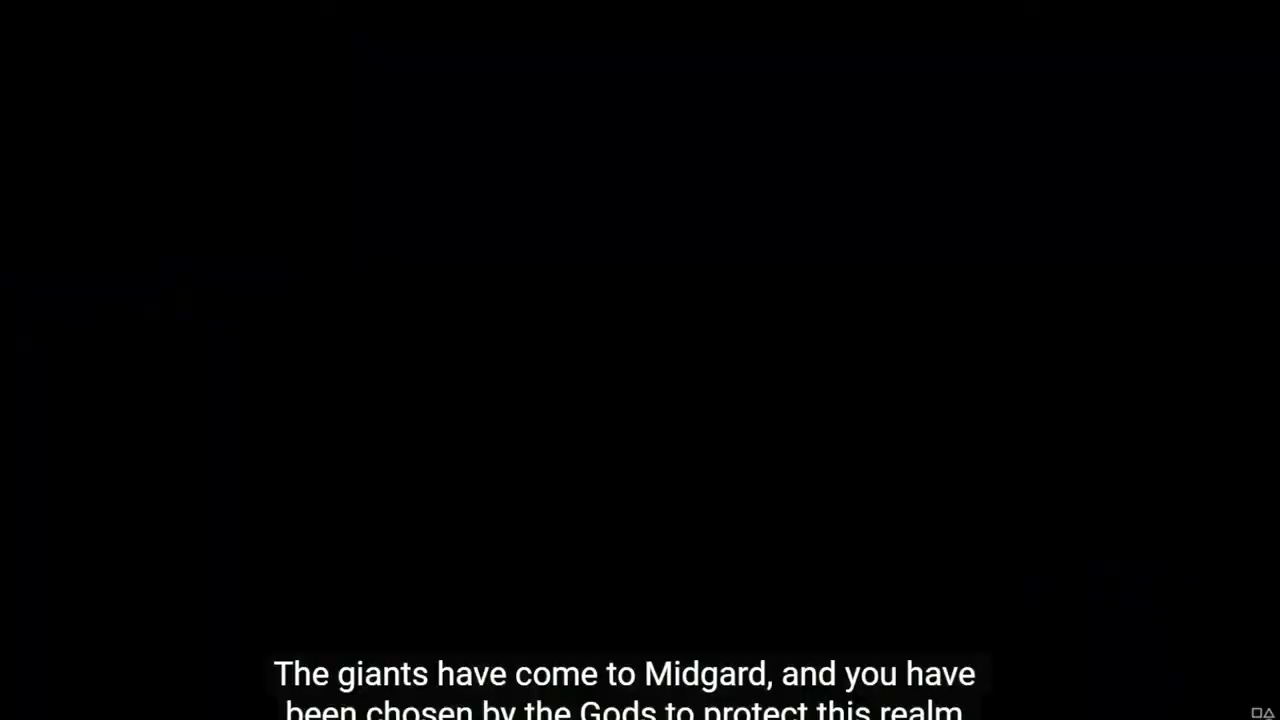 The giants have come to Midgard, and you have
been chosen by the Gods to protect this realm